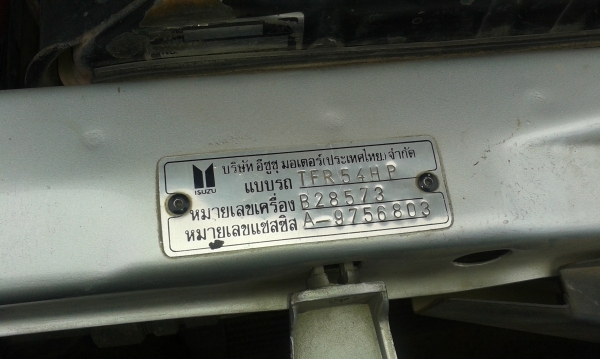 บริษัท อีซูซุ มอเตอร์(ประเทศไทย)จำกัด
ISUZU
แบบรถ TFR54HP
หมายเลขเครื่อง B28573
หมายเลขแชสซิส A-9756803